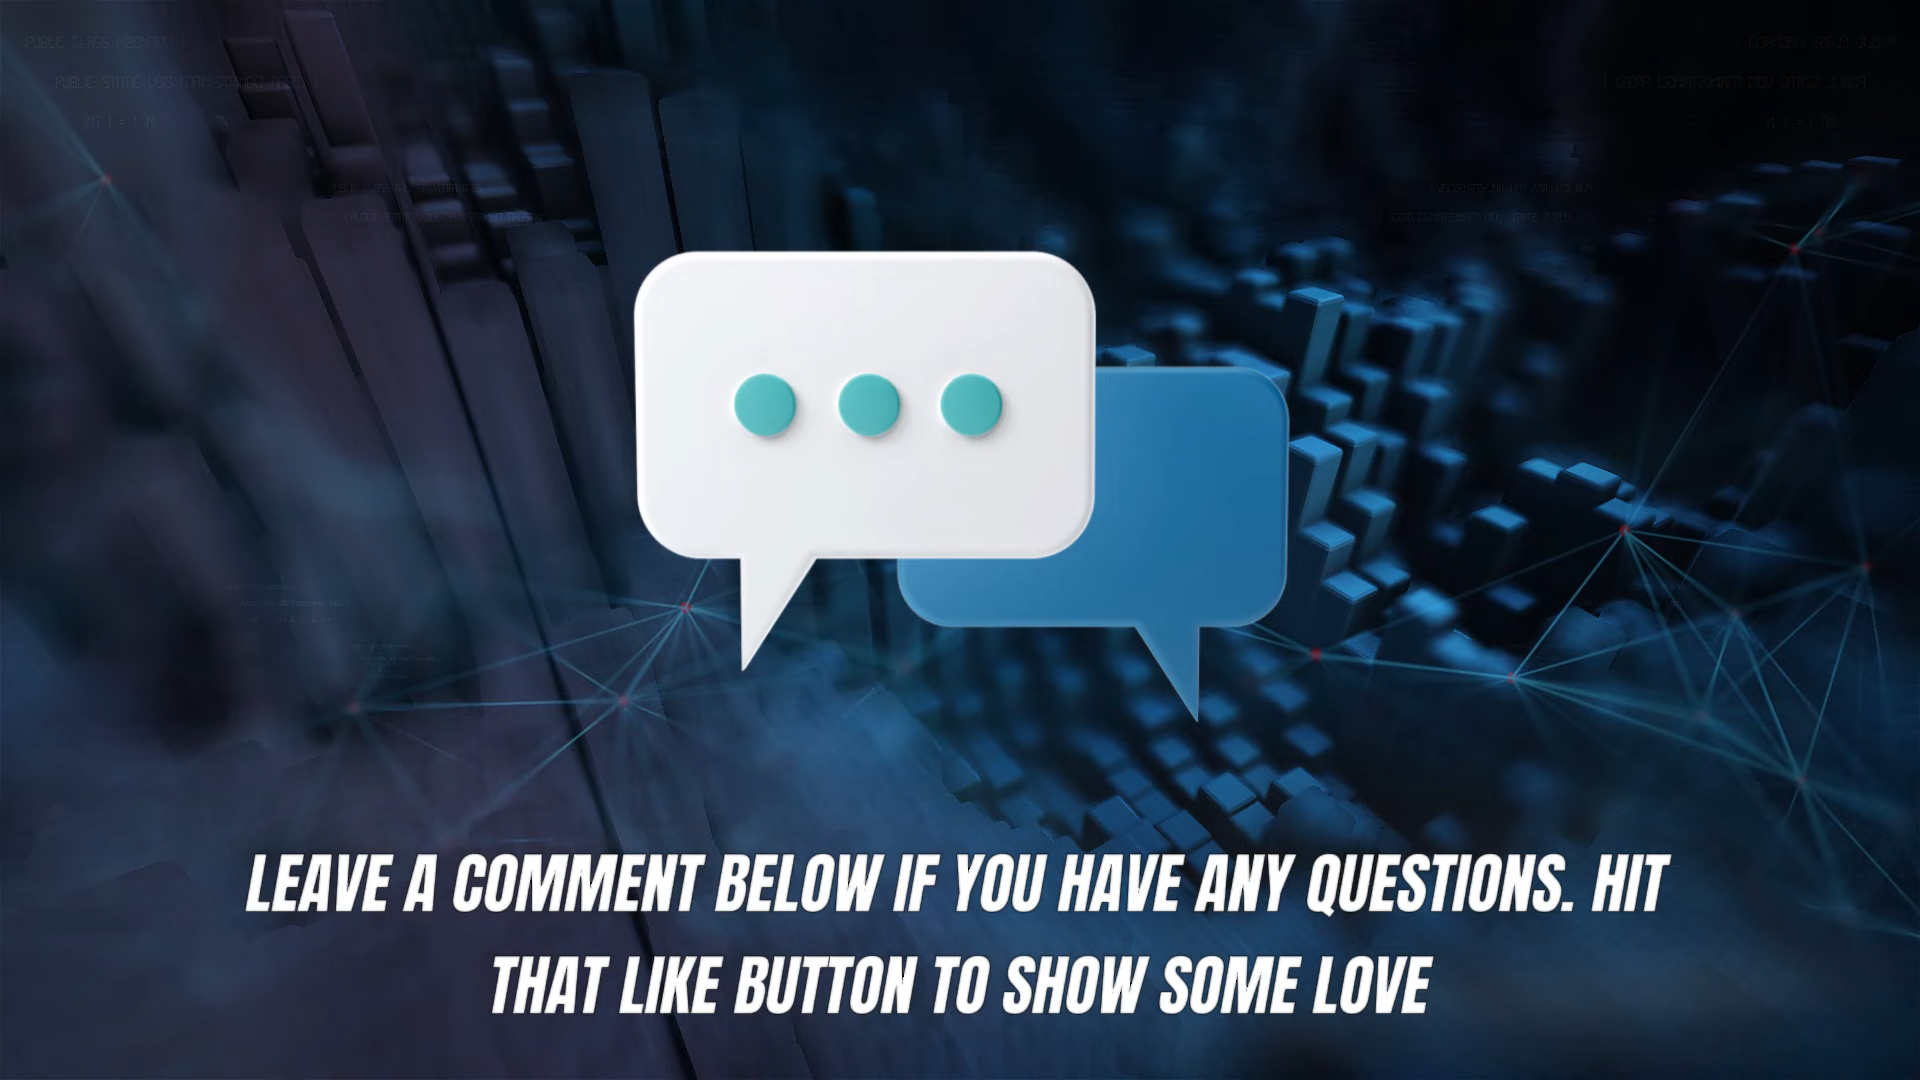 LEAVE A COMMENT BELOW IF YOU HAVE ANY QUESTIONS. HIT
THAT LIKE BUTTON TO SHOW SOME LOVE